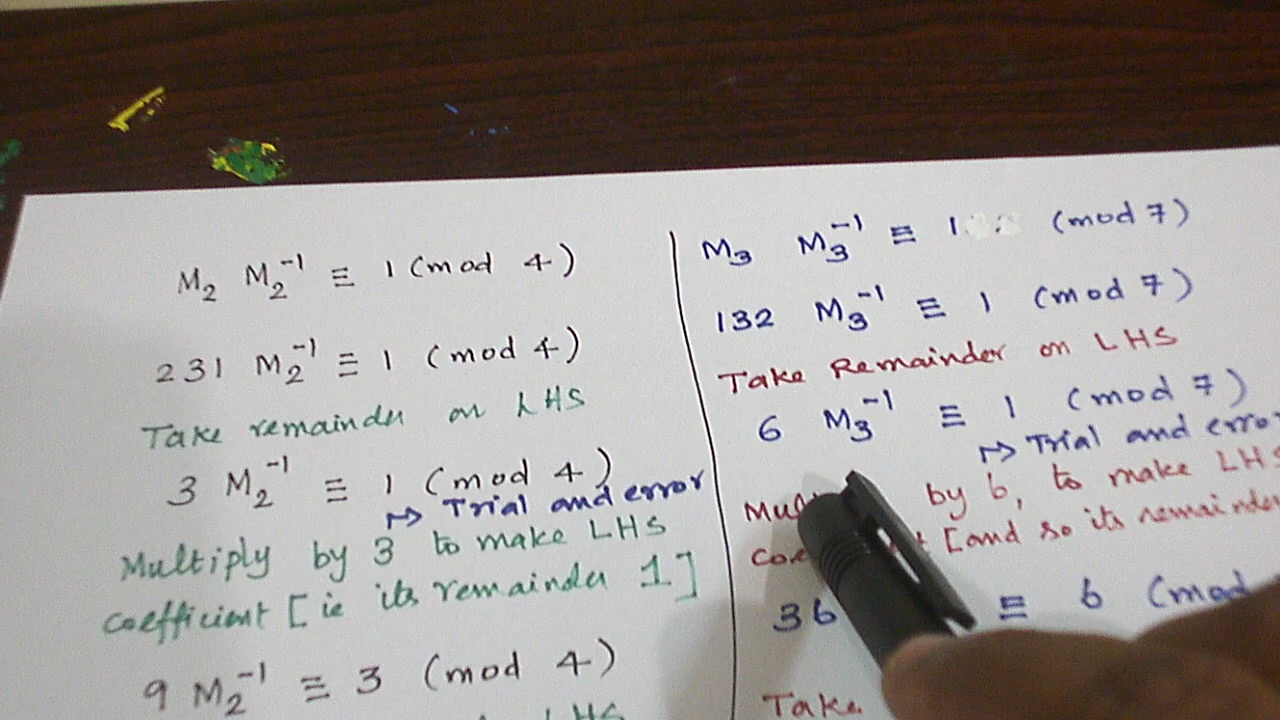 M₂ M₂⁻¹ ≡ 1 (mod 4)
231 M₂⁻¹ ≡ 1 (mod 4)
Take remainder on LHS
3 M₂⁻¹ ≡ 1 (mod 4)
↦ Trial and error
Multiply by 3 to make LHS
coefficient [ie its remainder 1]
9 M₂⁻¹ ≡ 3 (mod 4)
LHS
M₃ M₃⁻¹ ≡ 1 (mod 7)
132 M₃⁻¹ ≡ 1 (mod 7)
Take Remainder on LHS
6 M₃⁻¹ ≡ 1 (mod 7)
↦ Trial and error
by 6, to make LHS
[and so its remainder
36 ≡ 6 (mod
Take